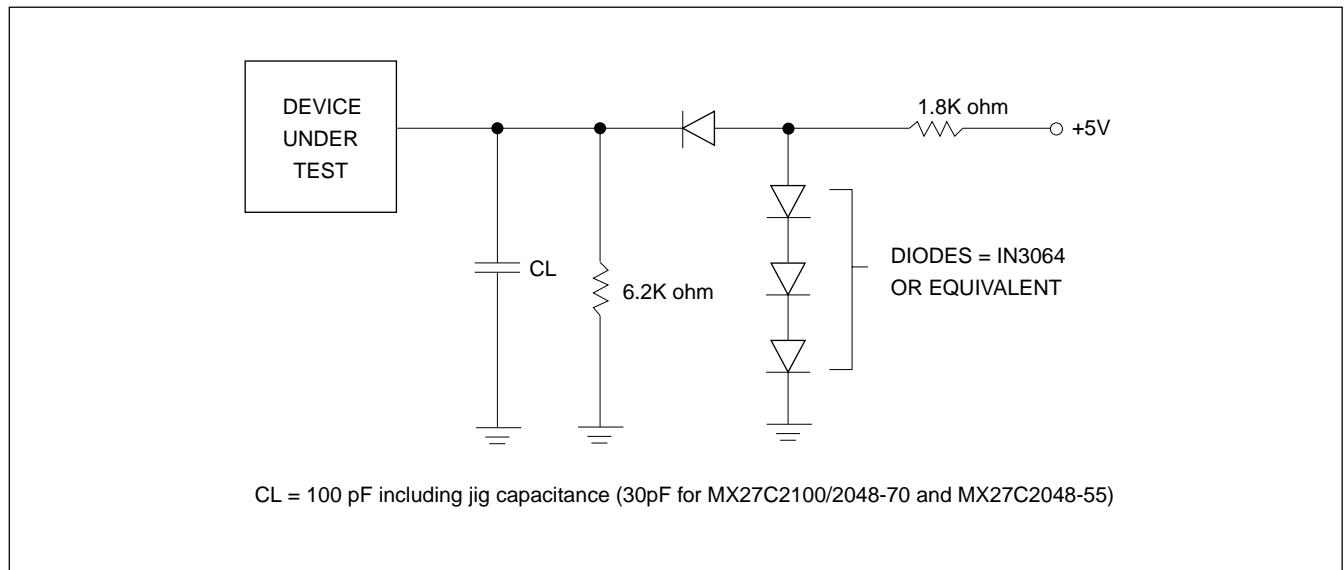 DEVICE
UNDER
TEST
1.8K ohm
+5V
CL
6.2K ohm
DIODES = IN3064
OR EQUIVALENT
CL = 100 pF including jig capacitance (30pF for MX27C2100/2048-70 and MX27C2048-55)